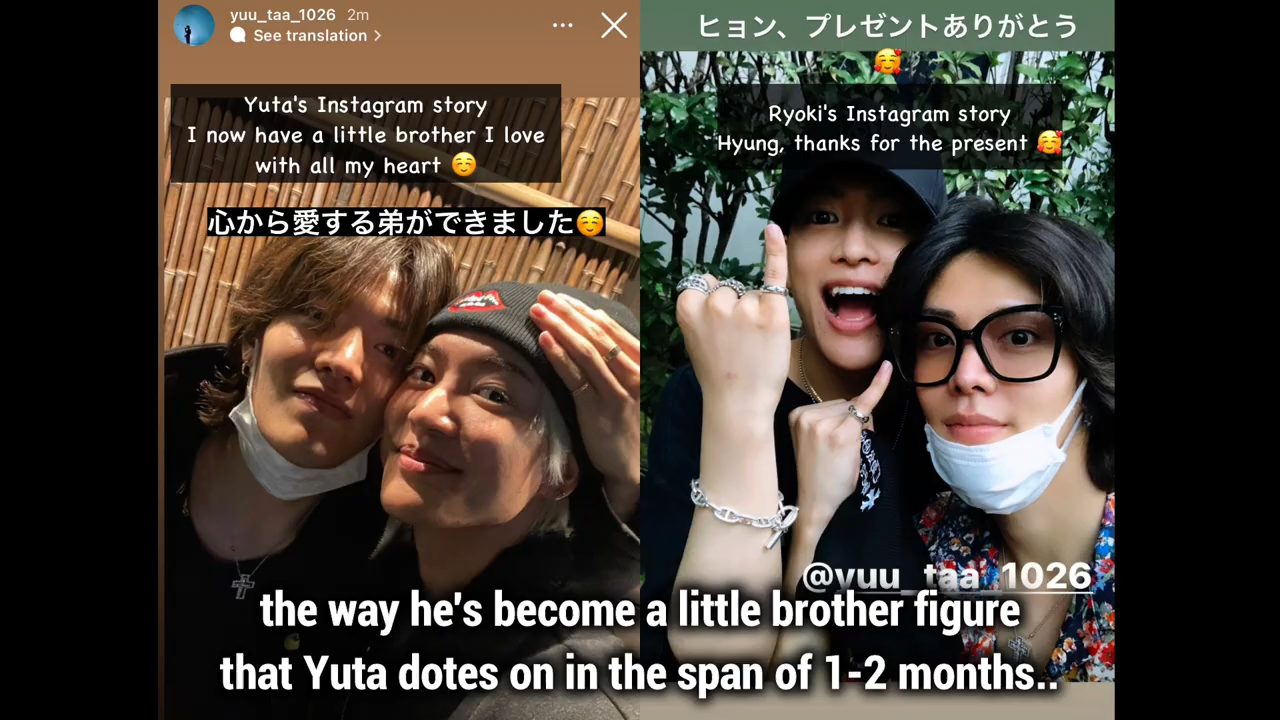 yuu_taa_1026 2m
See translation >
Yuta's Instagram story
I now have a little brother I love
with all my heart ☺️
心から愛する弟ができました☺️
ヒョン、プレゼントありがとう
🥰
Ryoki's Instagram story
Hyung, thanks for the present 🥰
@yuu_taa_1026
the way he's become a little brother figure
that Yuta dotes on in the span of 1-2 months..